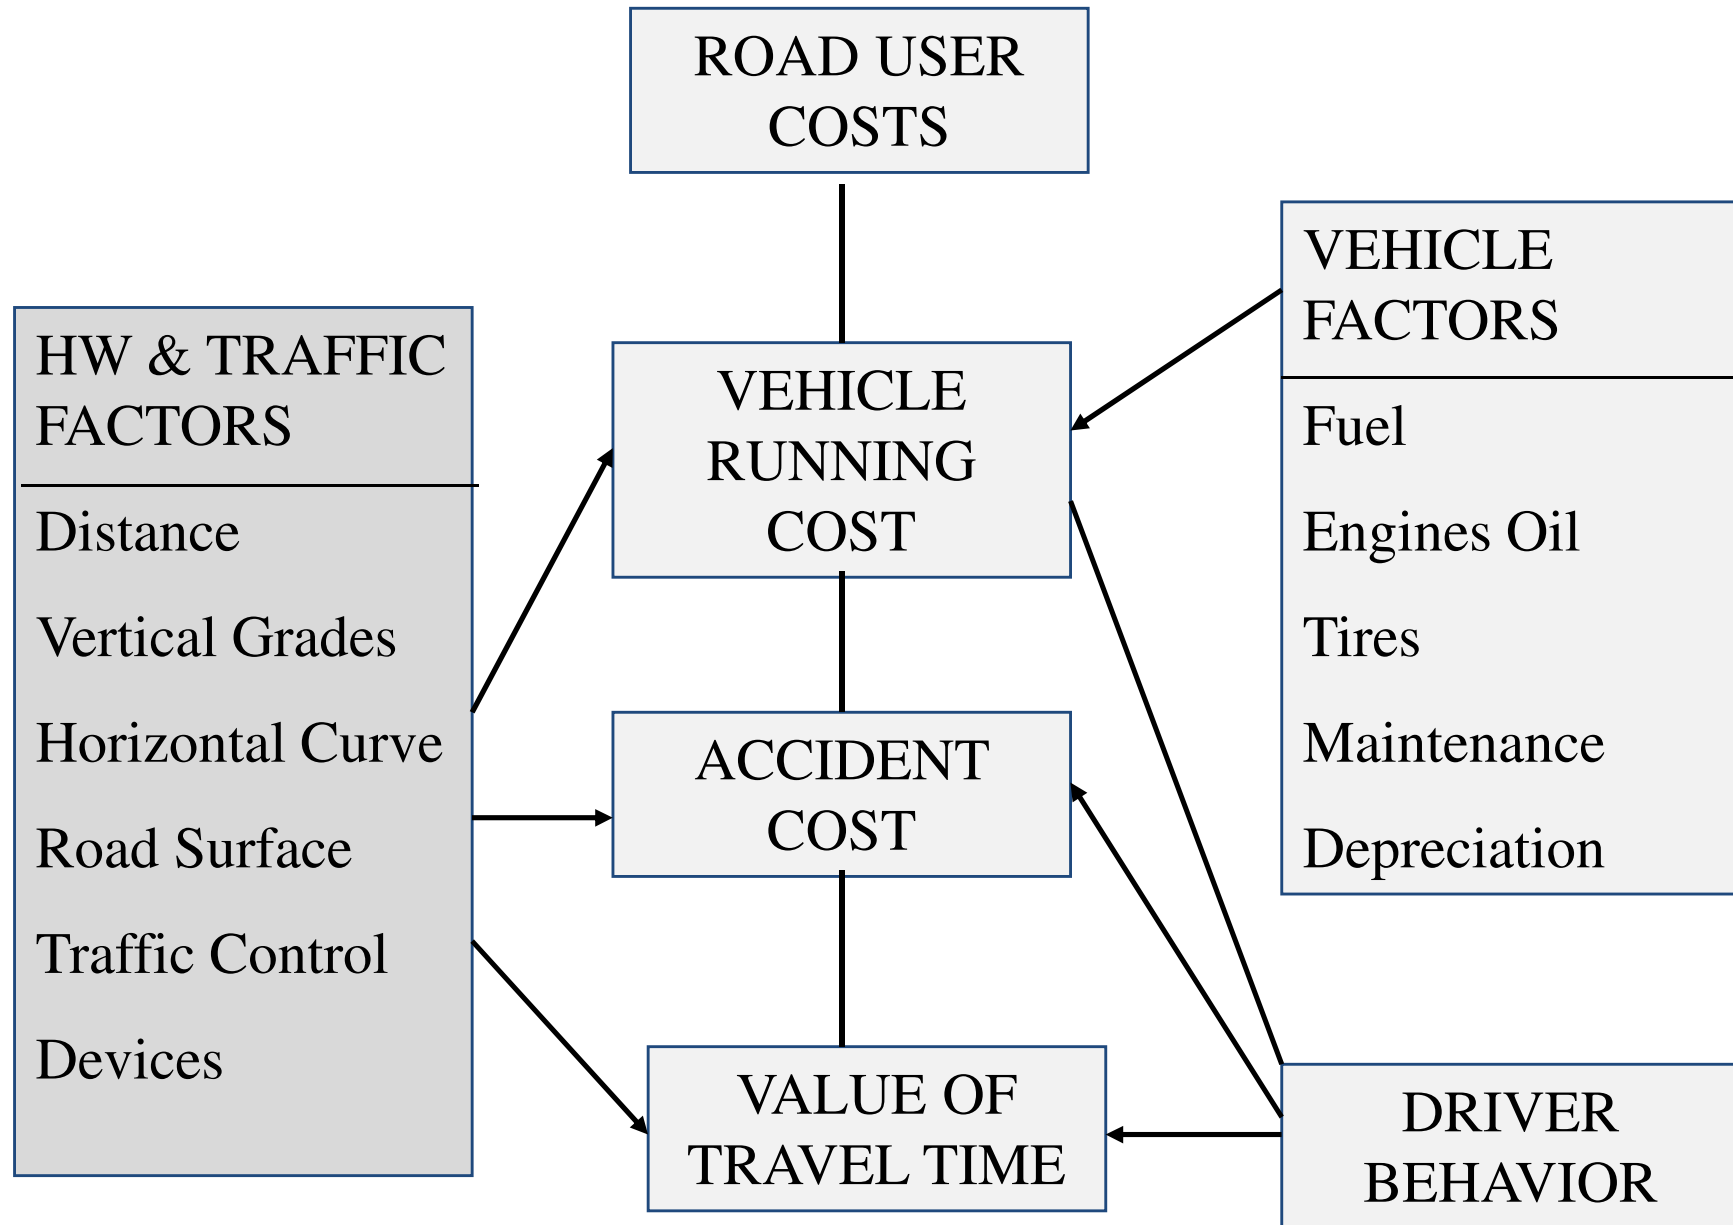 ROAD USER
COSTS
HW & TRAFFIC
FACTORS
Distance
Vertical Grades
Horizontal Curve
Road Surface
Traffic Control
Devices
VEHICLE
RUNNING
COST
ACCIDENT
COST
VALUE OF
TRAVEL TIME
VEHICLE
FACTORS
Fuel
Engines Oil
Tires
Maintenance
Depreciation
DRIVER
BEHAVIOR